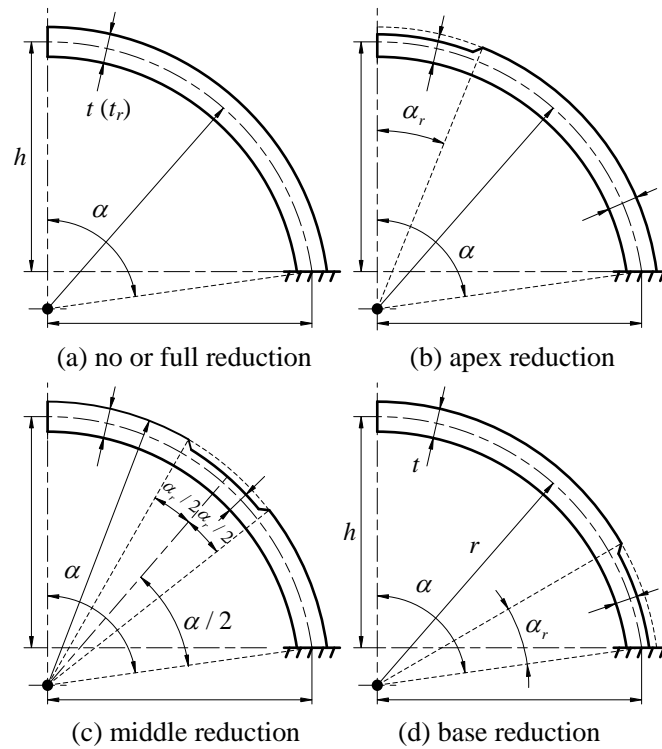 t (t_r)
h
α
(a) no or full reduction
α_r
α
(b) apex reduction
α_r/2
α_r/2
α
α / 2
(c) middle reduction
t
h
r
α
α_r
(d) base reduction